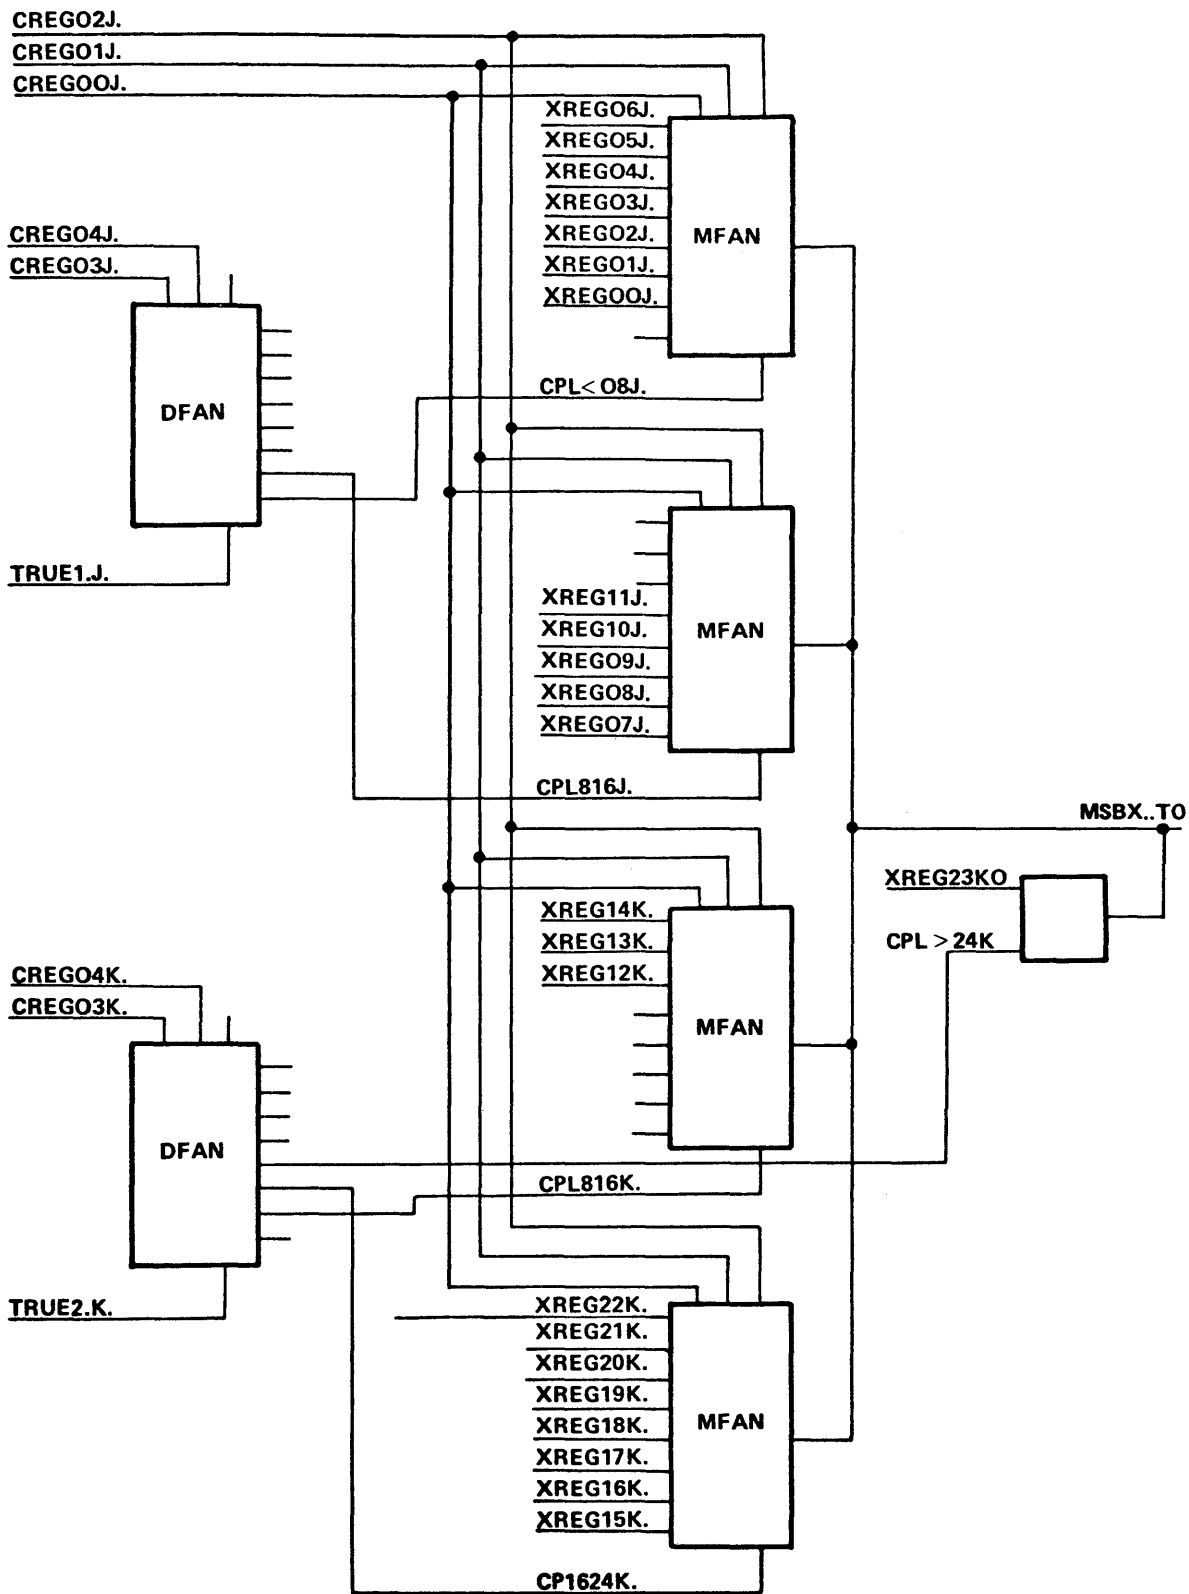 CREGO2J.
CREGO1J.
CREGOOJ.
XREGO6J.
XREGO5J.
XREGO4J.
XREGO3J.
XREGO2J.
XREGO1J.
XREGOOJ.
MFAN
CREGO4J.
CREGO3J.
DFAN
CPL< O8J.
TRUE1.J.
XREG11J.
XREG10J.
XREGO9J.
XREGO8J.
XREGO7J.
MFAN
CPL816J.
MSBX..TO
XREG23KO
CPL > 24K
XREG14K.
XREG13K.
XREG12K.
MFAN
CREGO4K.
CREGO3K.
DFAN
CPL816K.
TRUE2.K.
XREG22K.
XREG21K.
XREG20K.
XREG19K.
XREG18K.
XREG17K.
XREG16K.
XREG15K.
MFAN
CP1624K.